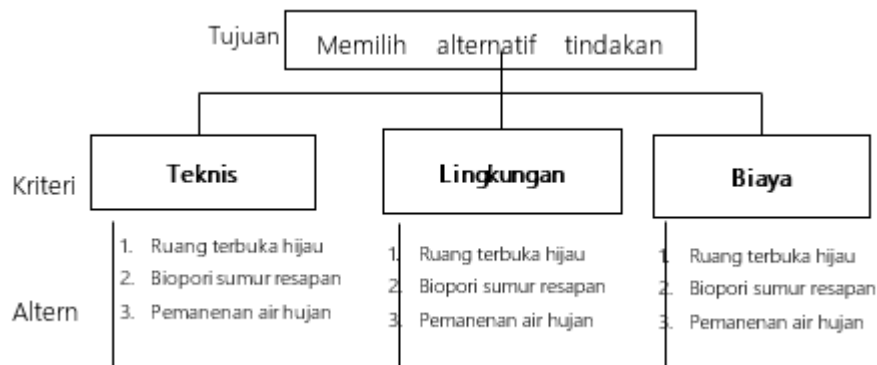 Tujuan
Memilih alternatif tindakan
Kriteri
Teknis
Lingkungan
Biaya
Altern
1. Ruang terbuka hijau
2. Biopori sumur resapan
3. Pemanenan air hujan
1. Ruang terbuka hijau
2. Biopori sumur resapan
3. Pemanenan air hujan
1. Ruang terbuka hijau
2. Biopori sumur resapan
3. Pemanenan air hujan